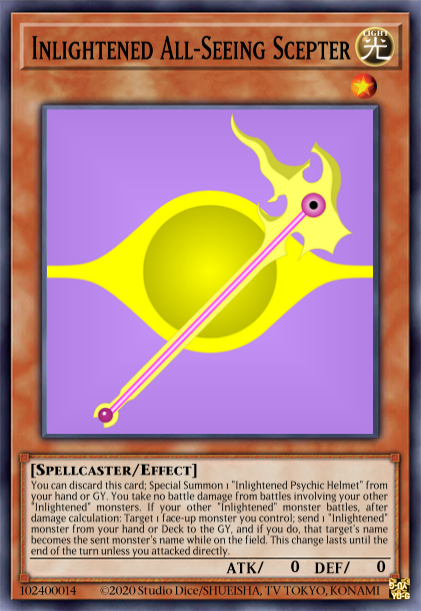 INLIGHTENED ALL-SEEING SCEPTER
LIGHT
光
[SPELLCASTER/EFFECT]
You can discard this card; Special Summon 1 "Inlightened Psychic Helmet" from
your hand or GY. You take no battle damage from battles involving your other
"Inlightened" monsters. If your other "Inlightened" monster battles, after
damage calculation: Target 1 face-up monster you control; send 1 "Inlightened"
monster from your hand or Deck to the GY, and if you do, that target's name
becomes the sent monster's name while on the field. This change lasts until the
end of the turn unless you attacked directly.
ATK/ 0 DEF/ 0
102400014 ©2020 Studio Dice/SHUEISHA, TV TOKYO, KONAMI